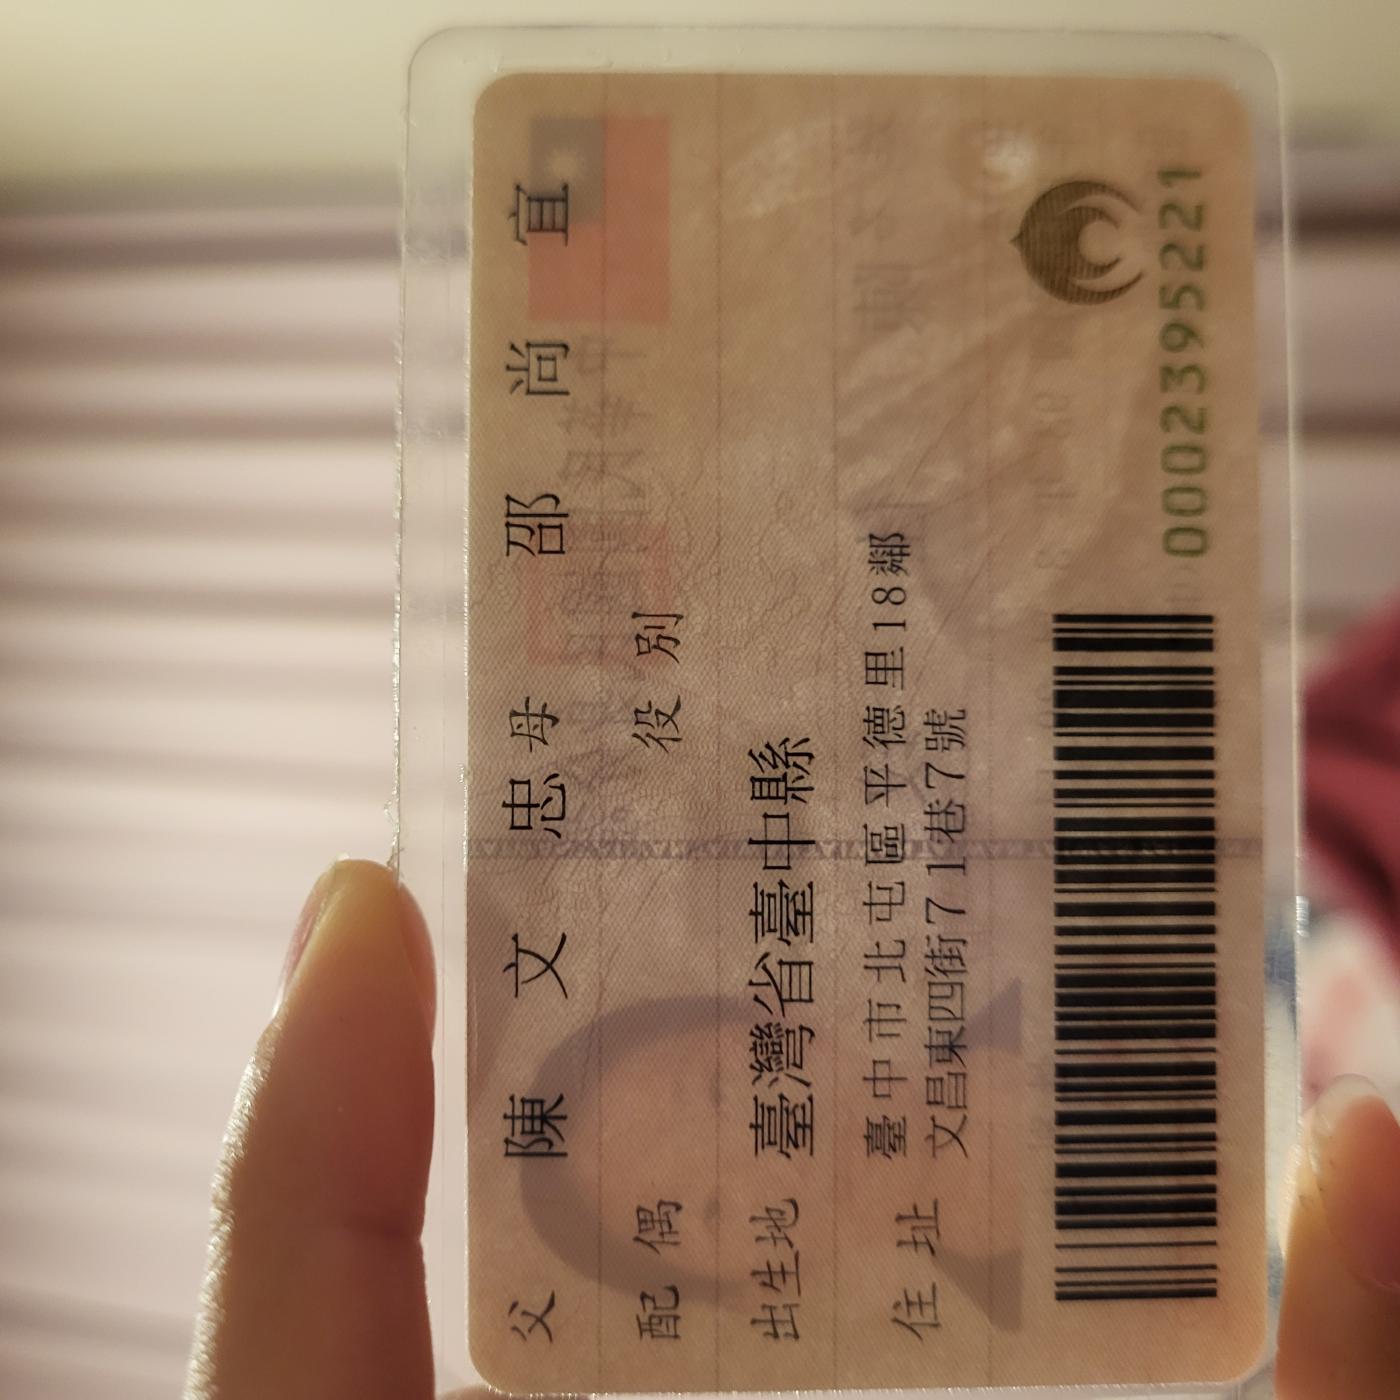 父 陳文忠 母 邵尚宜
配偶 役別
出生地 臺灣省臺中縣
住址 臺中市北屯區平德里18鄰
文昌東四街71巷7號
0002395221